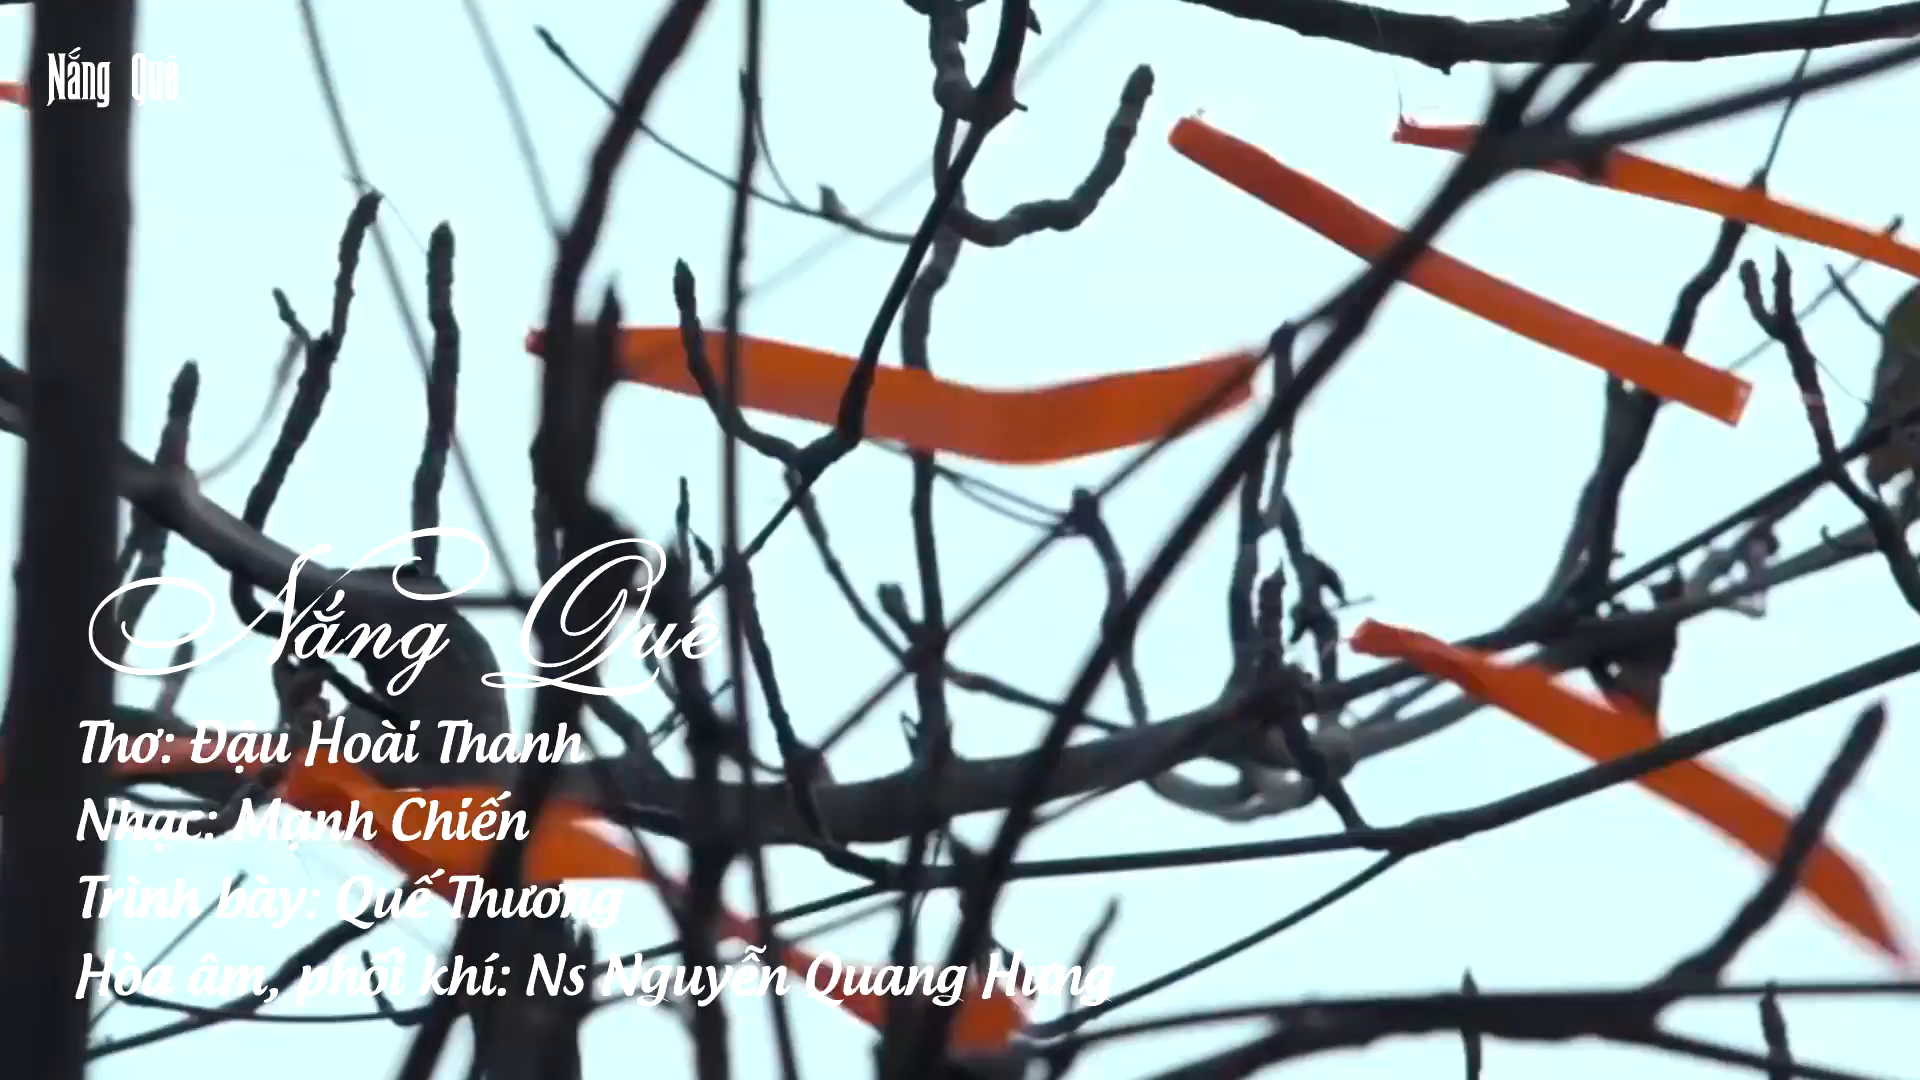 Nắng Quê
Nắng Quê
Thơ: Đậu Hoài Thanh
Nhạc: Mạnh Chiến
Trình bày: Quế Thương
Hòa âm, phối khí: Ns Nguyễn Quang Hưng